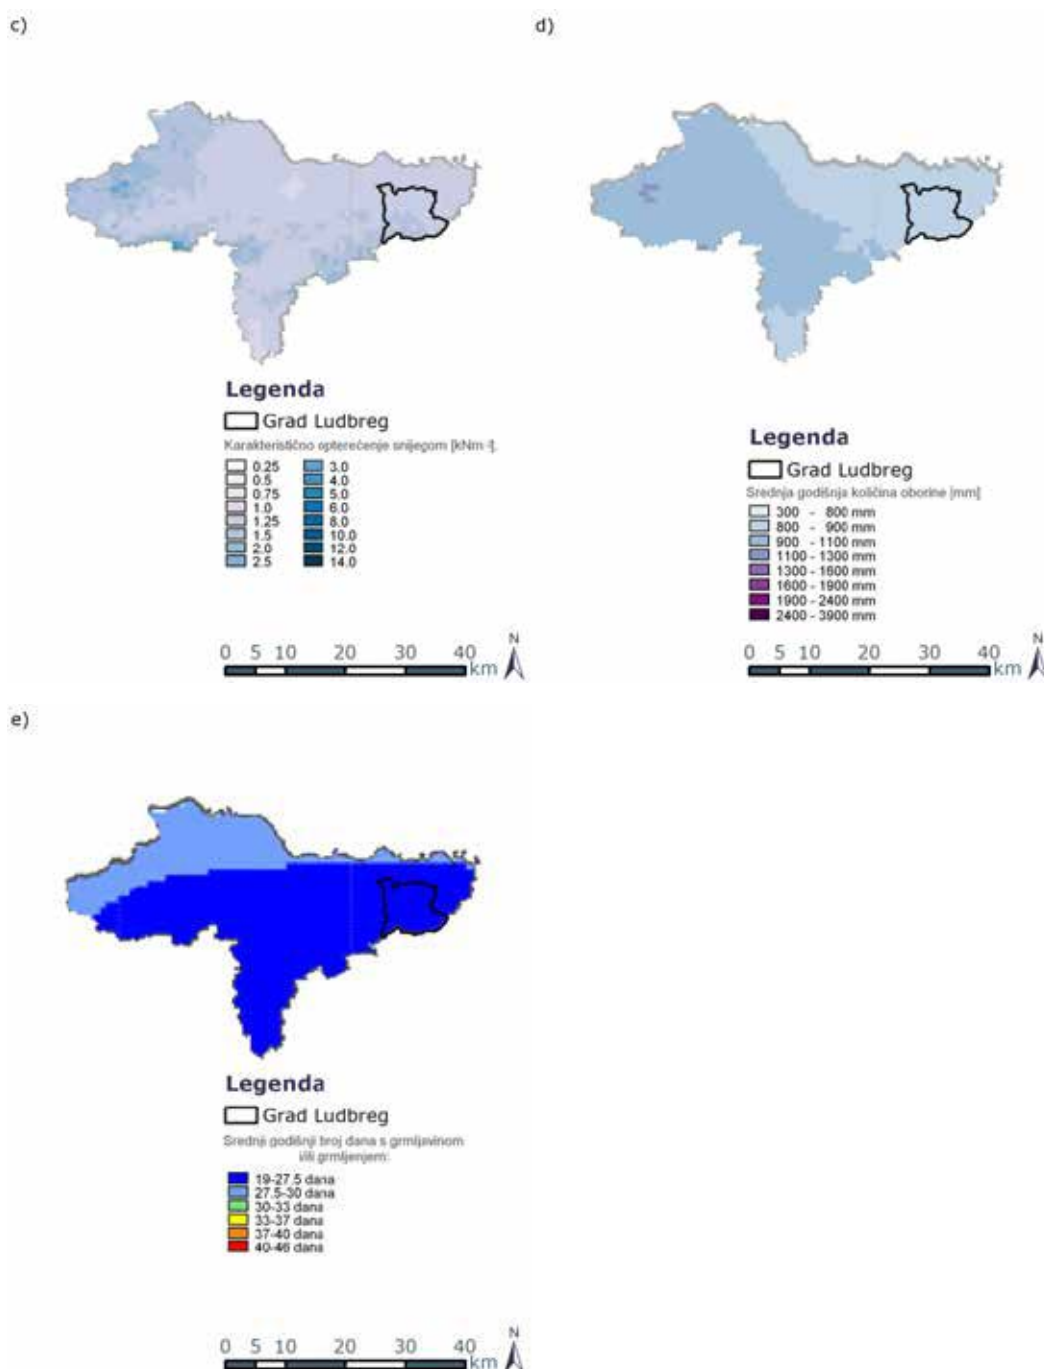 c)
d)
Legenda
Grad Ludbreg
Karakteristično opterećenje snijegom [kNm-²].
0.25 3.0
0.5 4.0
0.75 5.0
1.0 6.0
1.25 8.0
1.5 10.0
2.0 12.0
2.5 14.0
N
0 5 10 20 30 40
km
Legenda
Grad Ludbreg
Srednja godišnja količina oborine [mm]
300 - 800 mm
800 - 900 mm
900 - 1100 mm
1100 - 1300 mm
1300 - 1600 mm
1600 - 1900 mm
1900 - 2400 mm
2400 - 3900 mm
N
0 5 10 20 30 40
km
e)
Legenda
Grad Ludbreg
Srednji godišnji broj dana s grmljavinom
i/ili grmljenjem:
19-27.5 dana
27.5-30 dana
30-33 dana
33-37 dana
37-40 dana
40-46 dana
N
0 5 10 20 30 40
km